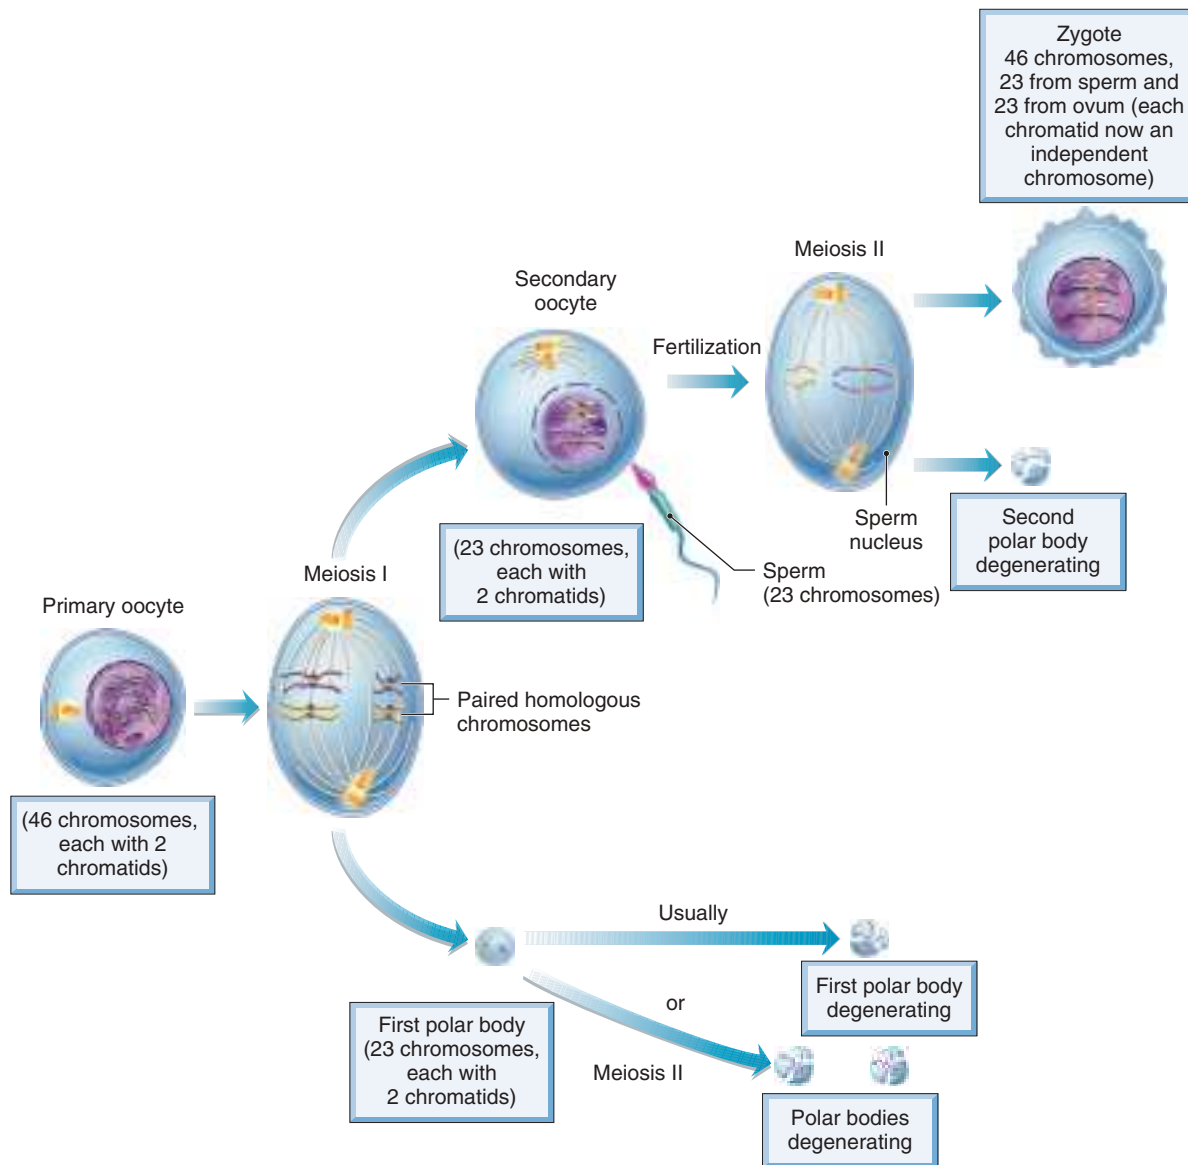 Zygote
46 chromosomes,
23 from sperm and
23 from ovum (each
chromatid now an
independent
chromosome)
Meiosis II
Secondary
oocyte
Fertilization
Sperm
nucleus
Second
polar body
degenerating
(23 chromosomes,
each with
2 chromatids)
Sperm
(23 chromosomes)
Meiosis I
Primary oocyte
Paired homologous
chromosomes
(46 chromosomes,
each with 2
chromatids)
Usually
First polar body
degenerating
or
First polar body
(23 chromosomes,
each with
2 chromatids)
Meiosis II
Polar bodies
degenerating